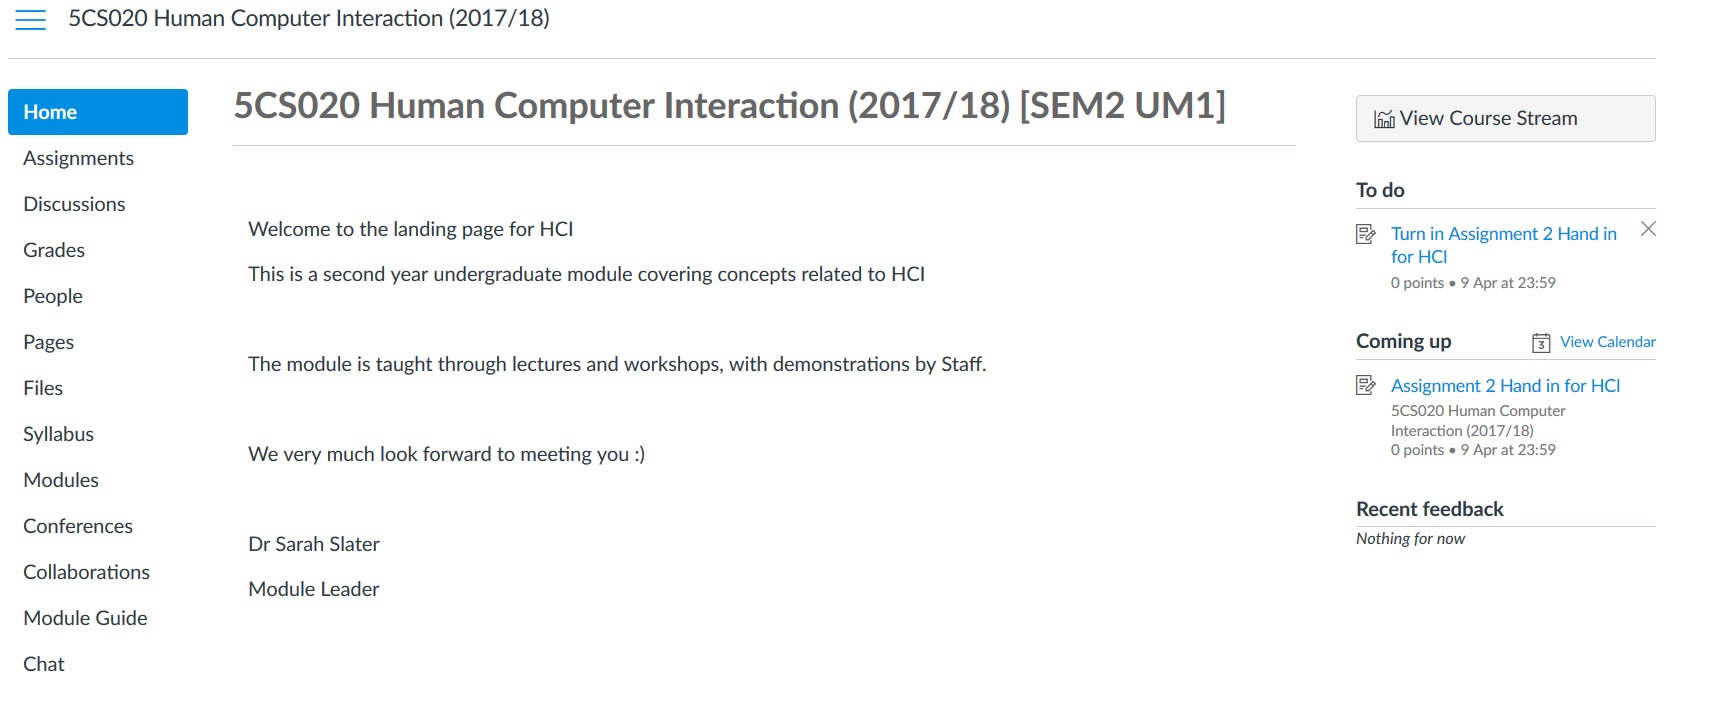 5CS020 Human Computer Interaction (2017/18)
Home
Assignments
Discussions
Grades
People
Pages
Files
Syllabus
Modules
Conferences
Collaborations
Module Guide
Chat
5CS020 Human Computer Interaction (2017/18) [SEM2 UM1]
Welcome to the landing page for HCI
This is a second year undergraduate module covering concepts related to HCI
The module is taught through lectures and workshops, with demonstrations by Staff.
We very much look forward to meeting you :)
Dr Sarah Slater
Module Leader
View Course Stream
To do
Turn in Assignment 2 Hand in
for HCI
0 points • 9 Apr at 23:59
Coming up
3 View Calendar
Assignment 2 Hand in for HCI
5CS020 Human Computer
Interaction (2017/18)
0 points • 9 Apr at 23:59
Recent feedback
Nothing for now